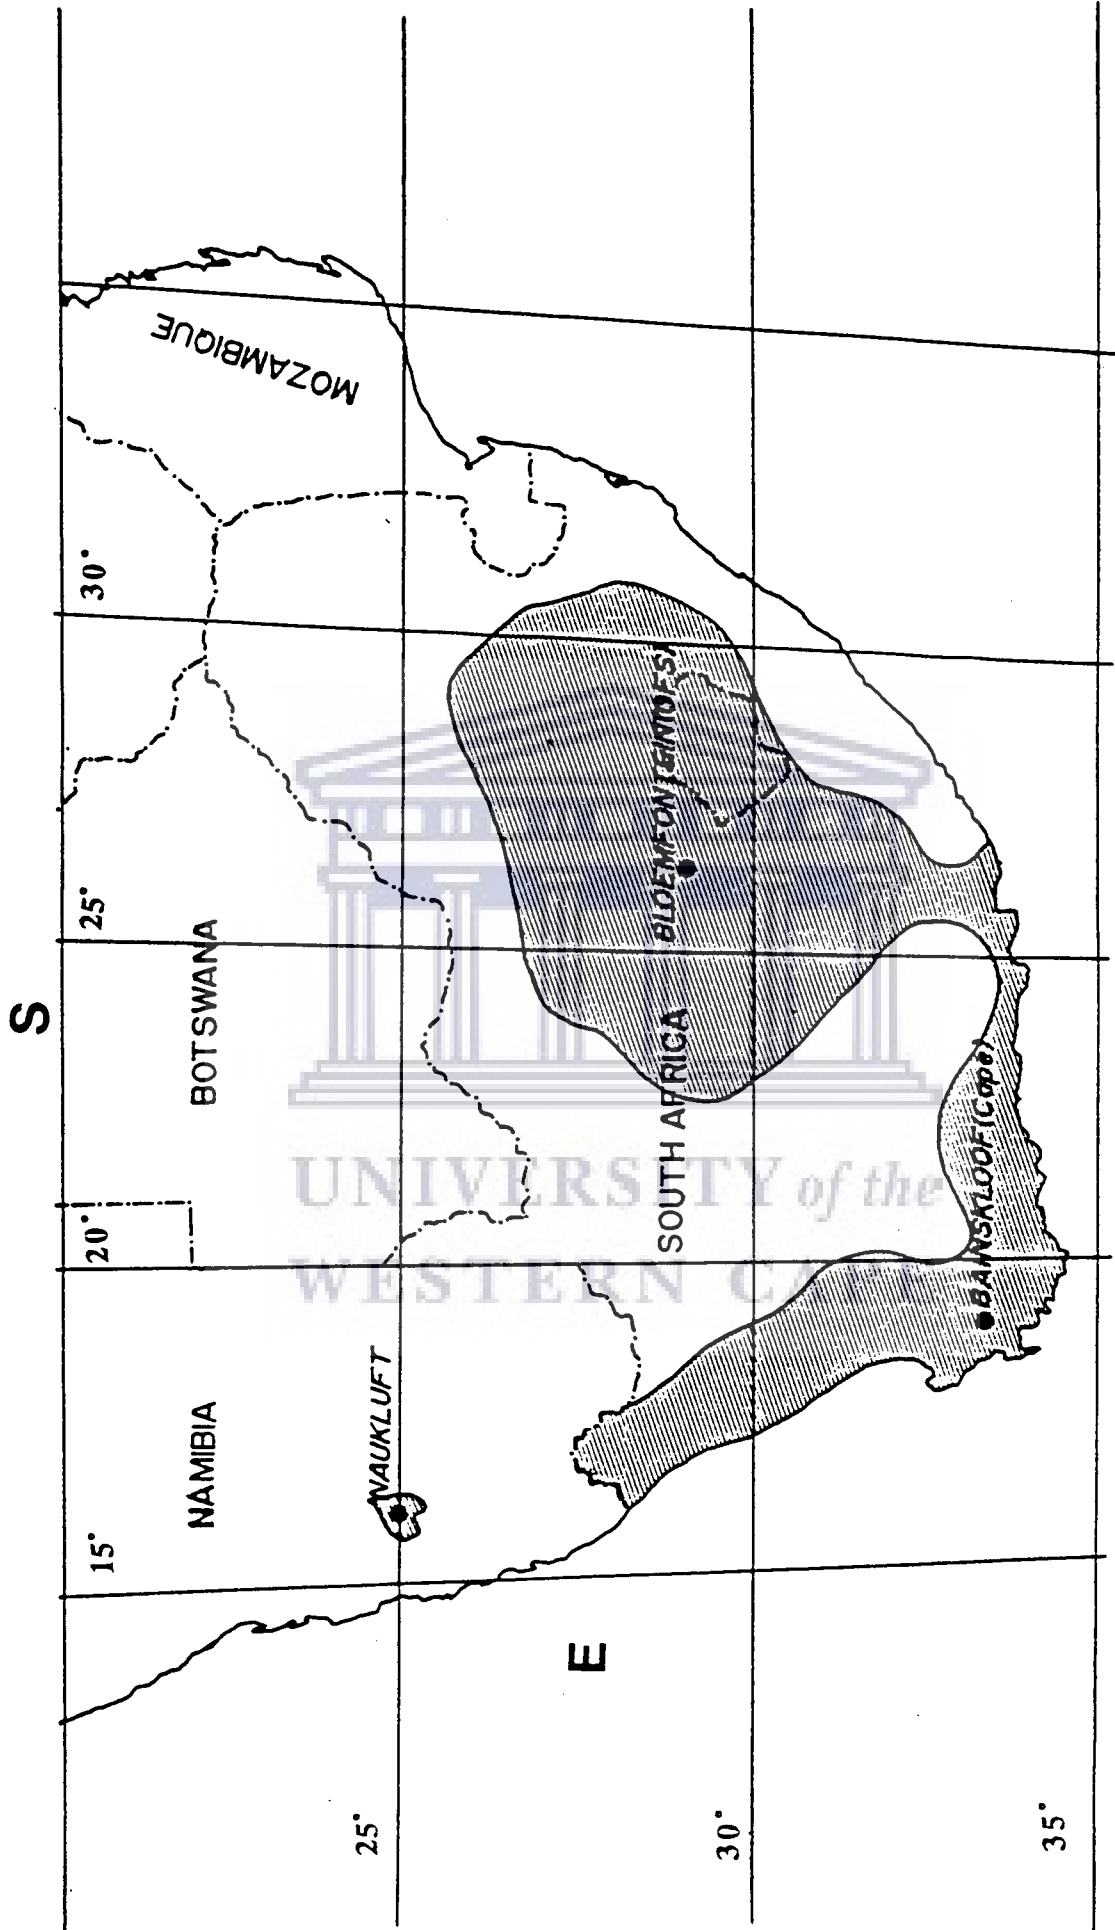 S
15°
20°
25°
30°
NAMIBIA
BOTSWANA
MOZAMBIQUE
25°
NAUKLUFT
E
SOUTH AFRICA
30°
BAINSKLOOF(Cape)
35°
UNIVERSITY of the
WESTERN CAPE